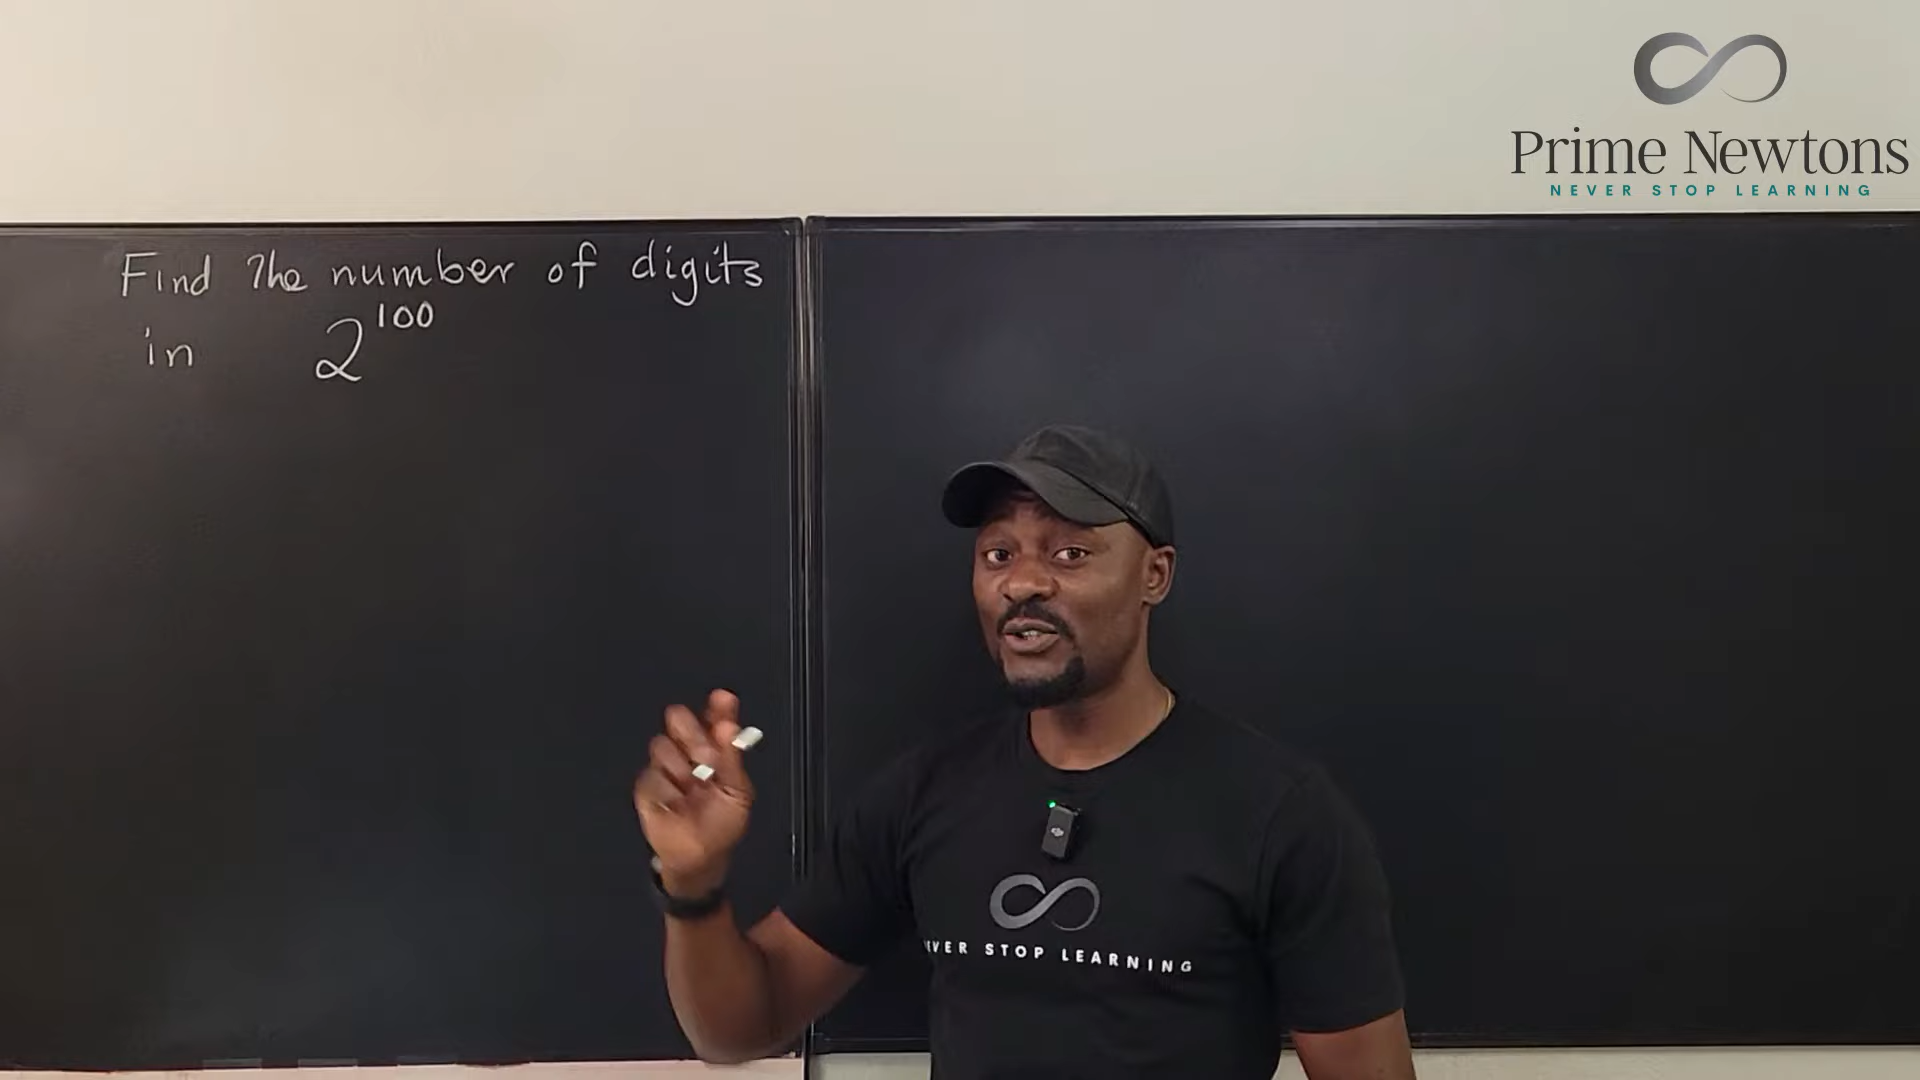 Prime Newtons
NEVER STOP LEARNING
Find the number of digits
in 2^100
EVER STOP LEARNING